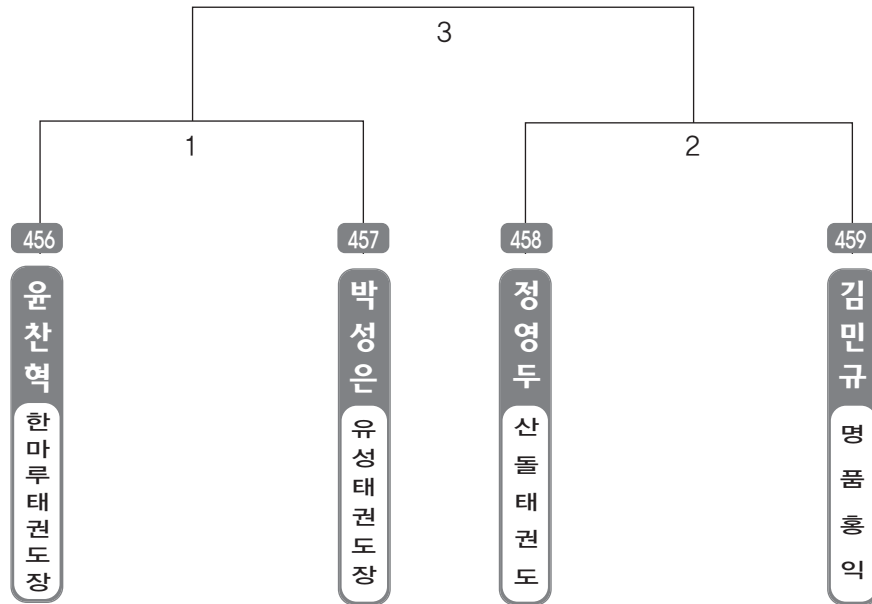 3
1
2
456
457
458
459
윤찬혁
박성은
정영두
김민규
한마루태권도장
유성태권도장
산돌태권도
명품홍익